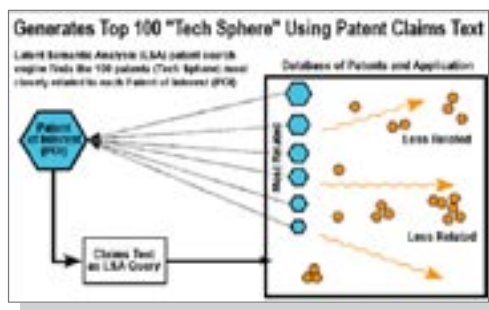 Generates Top 100 "Tech Sphere" Using Patent Claims Text
Latent Semantic Analysis (LSA) patent search
engine finds the 100 patents (Tech Sphere) most
closely related to each Patent of Interest (POI)
Database of Patents and Application
Patent
of Interest
(POI)
Most Related
Less Related
Less Related
Claims Text
as LSA Query